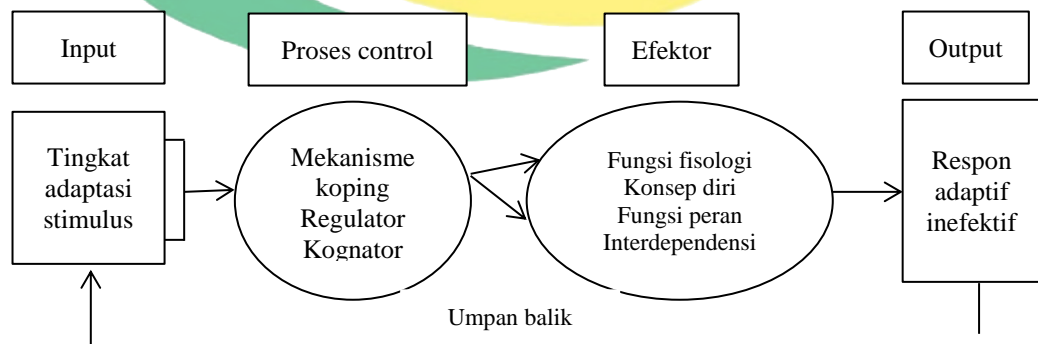 Input
Proses control
Efektor
Output
Tingkat
adaptasi
stimulus
Mekanisme
koping
Regulator
Kognator
Fungsi fisologi
Konsep diri
Fungsi peran
Interdependensi
Respon
adaptif
inefektif
Umpan balik